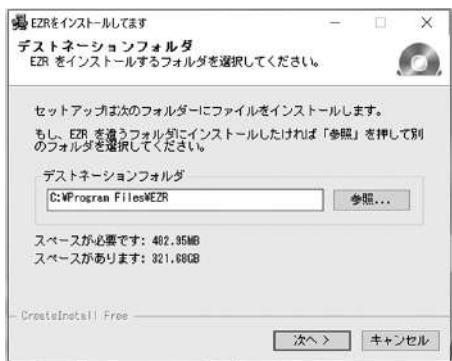 EZRをインストールしてます
デストネーションフォルダ
EZR をインストールするフォルダを選択してください。
セットアップは次のフォルダーにファイルをインストールします。
もし、EZR を違うフォルダにインストールしたければ「参照」を押して別
のフォルダを選択してください。
デストネーションフォルダ
C:¥Program Files¥EZR
参照...
スペースが必要です: 482.95MB
スペースがあります: 321.68GB
CreateInstall Free
次へ >
キャンセル